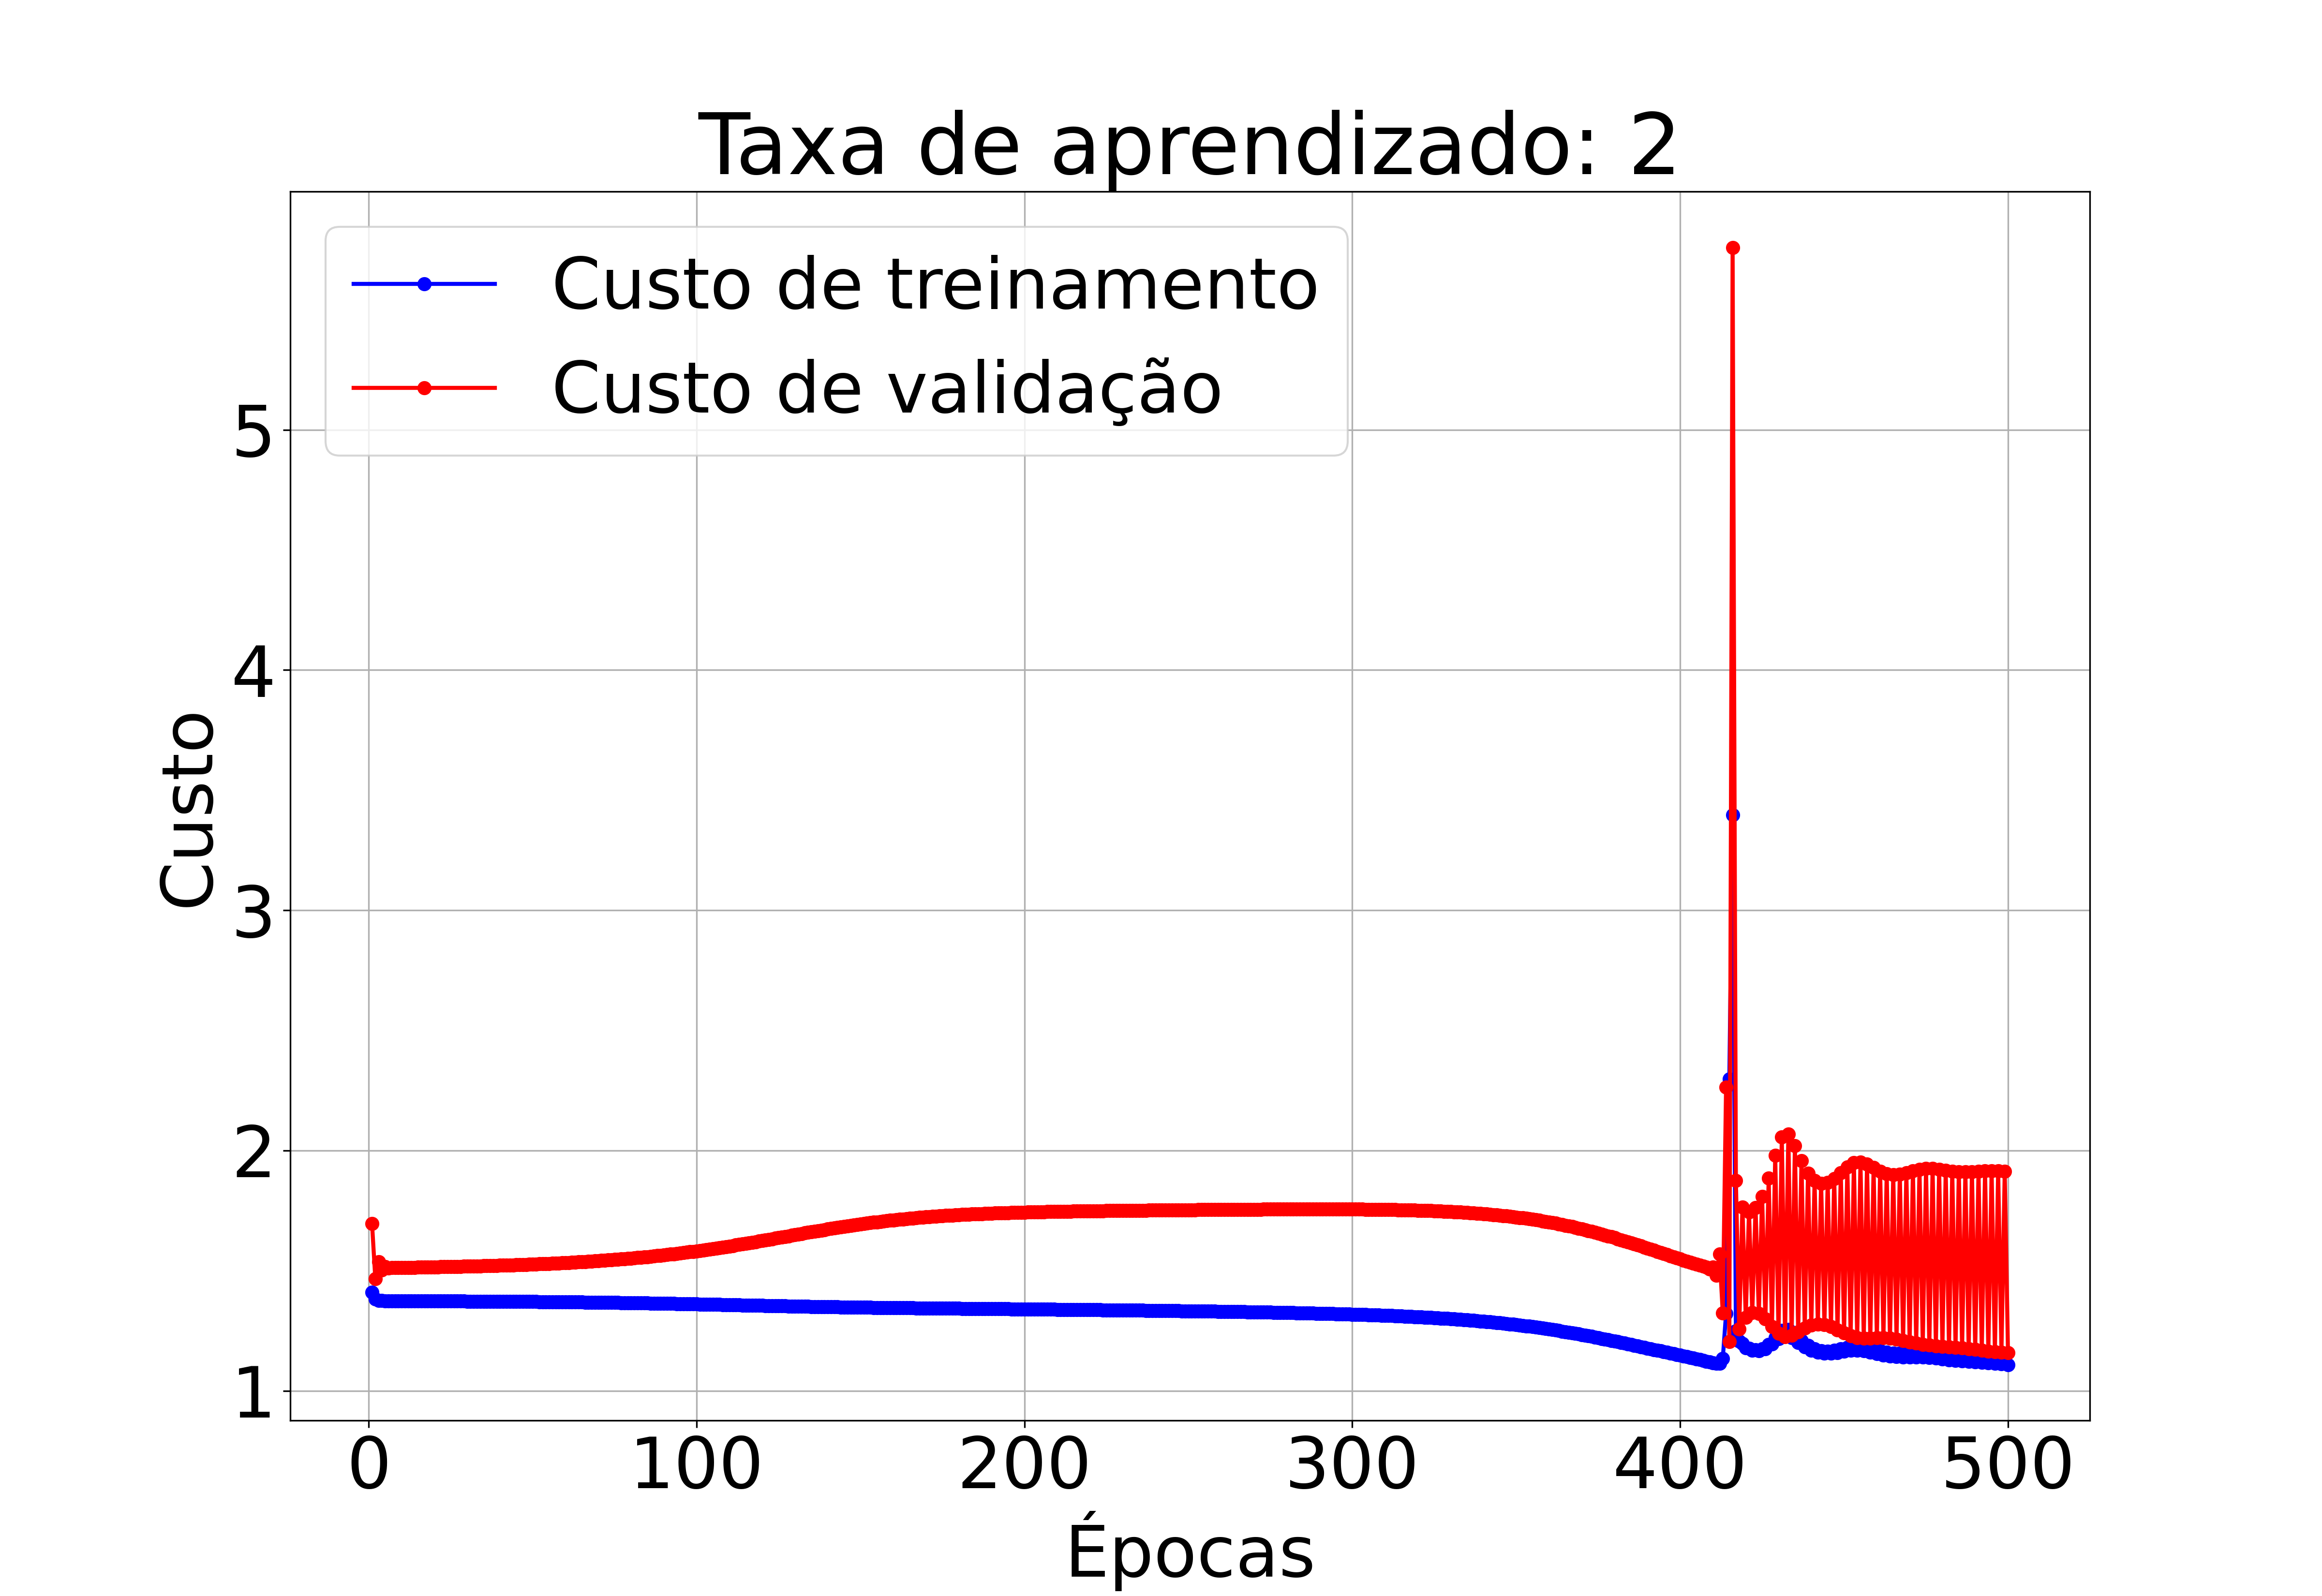 Taxa de aprendizado: 2
Custo de treinamento
Custo de validação
5
4
3
2
1
Custo
0 100 200 300 400 500
Épocas